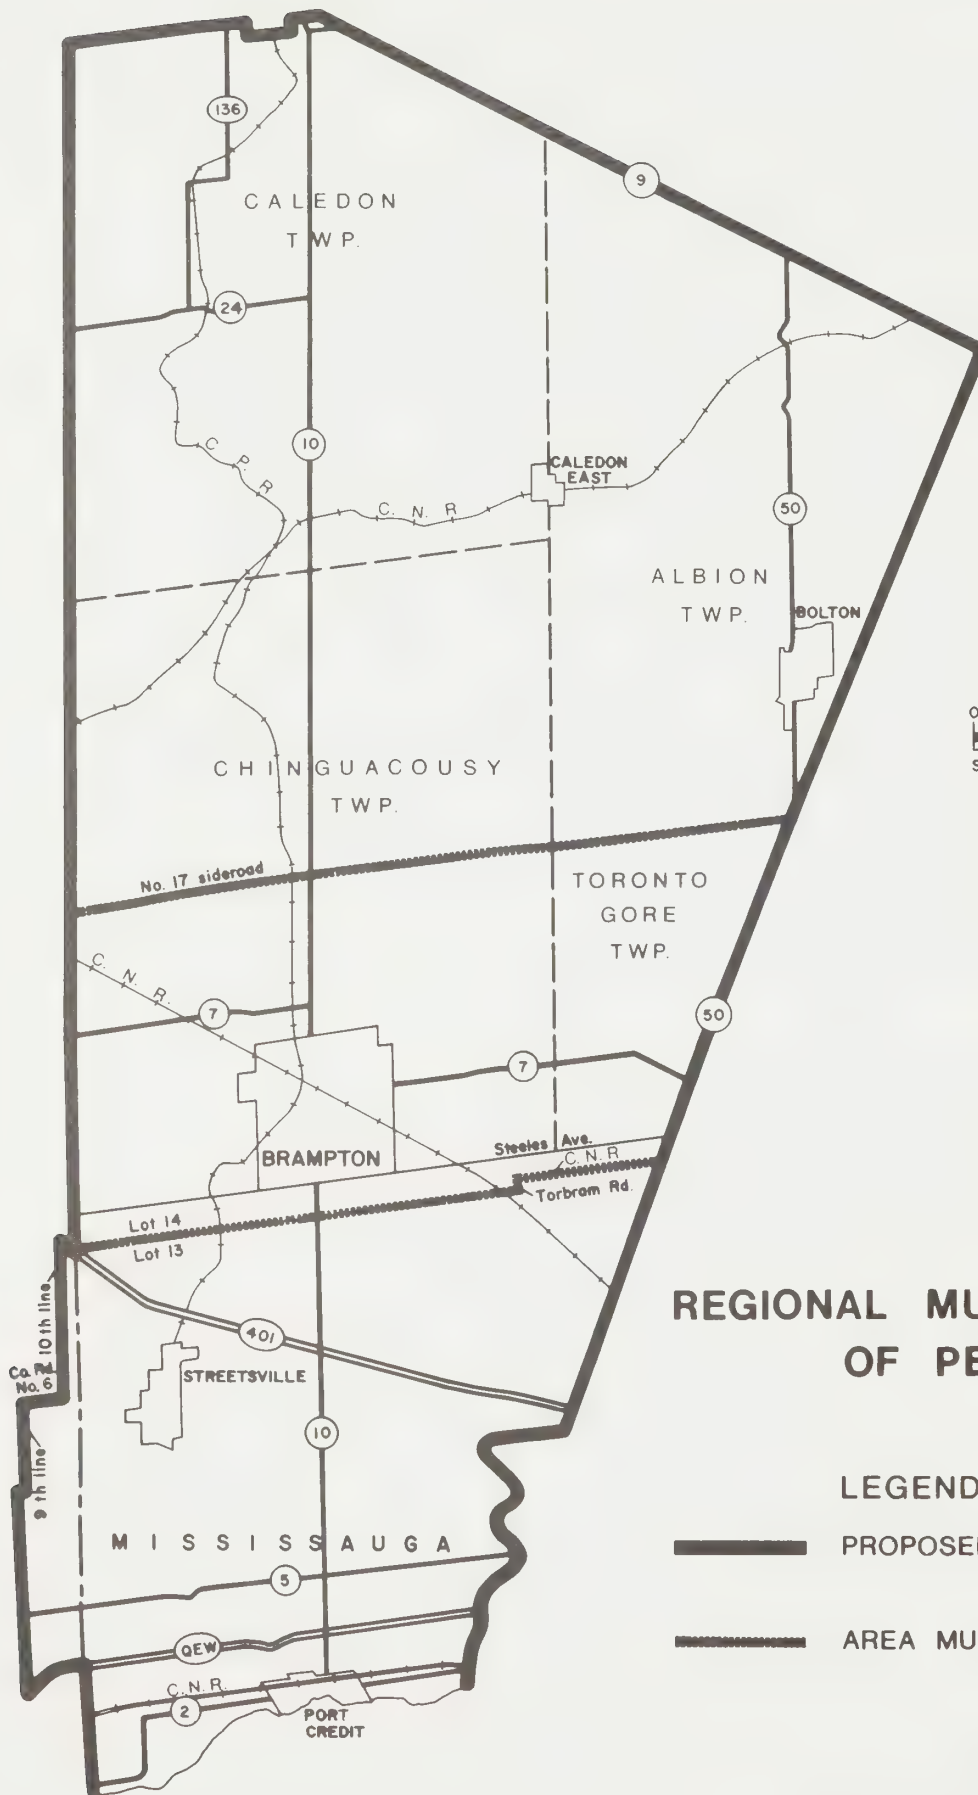 136
9
CALEDON
TWP.
24
10
C. P. R
CALEDON
EAST
C. N. R
50
ALBION
TWP.
BOLTON
CHINGUACOUSY
TWP.
No. 17 sideroad
TORONTO
GORE
TWP.
C. N. R.
7
50
7
BRAMPTON
Steeles Ave.
C. N. R
Torbram Rd.
Lot 14
Lot 13
10th line
401
REGIONAL MU
OF PE
STREETSVILLE
No. 6
10
9th line
LEGEND
MISSISSAUGA
PROPOSE
5
QEW
AREA MU
C.N.R.
2
PORT
CREDIT